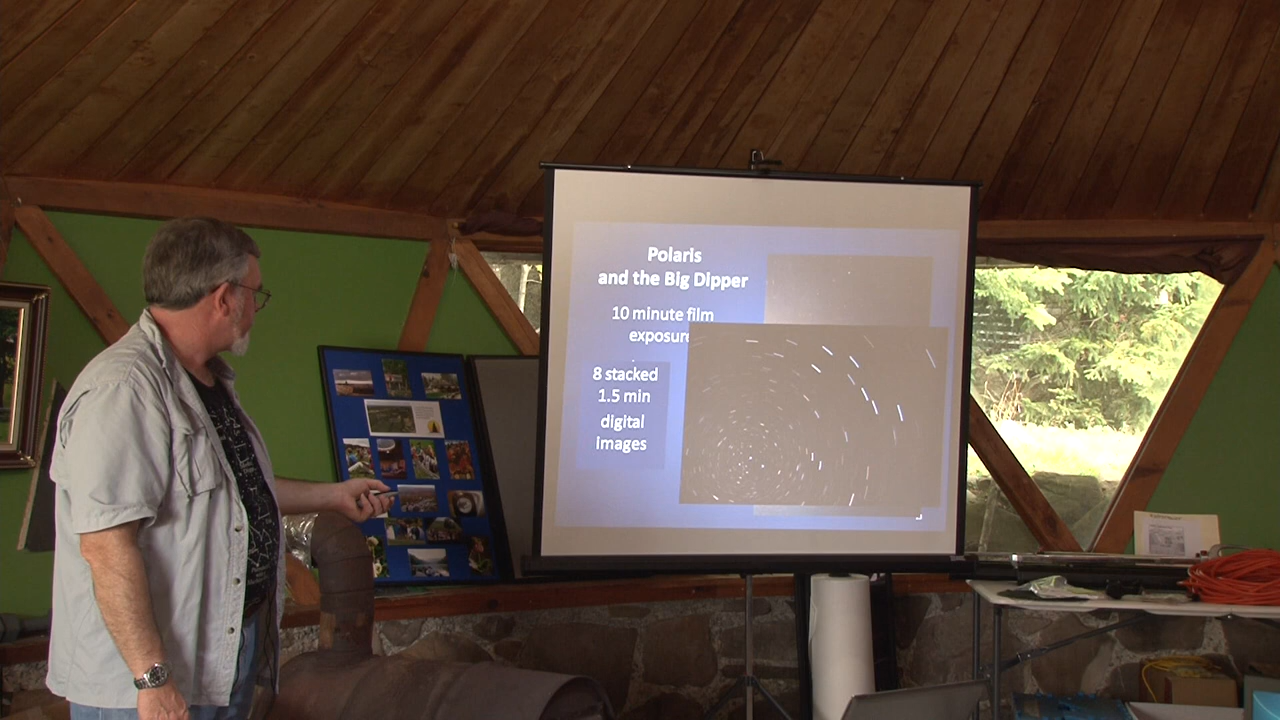 Polaris
and the Big Dipper
10 minute film
exposure
8 stacked
1.5 min
digital
images